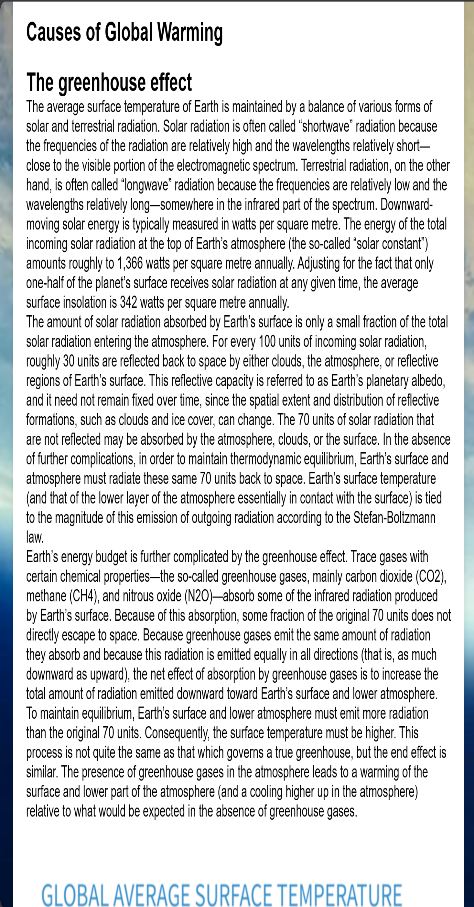 Causes of Global Warming
The greenhouse effect
The average surface temperature of Earth is maintained by a balance of various forms of
solar and terrestrial radiation. Solar radiation is often called “shortwave” radiation because
the frequencies of the radiation are relatively high and the wavelengths relatively short—
close to the visible portion of the electromagnetic spectrum. Terrestrial radiation, on the other
hand, is often called “longwave” radiation because the frequencies are relatively low and the
wavelengths relatively long—somewhere in the infrared part of the spectrum. Downward-
moving solar energy is typically measured in watts per square metre. The energy of the total
incoming solar radiation at the top of Earth’s atmosphere (the so-called “solar constant”)
amounts roughly to 1,366 watts per square metre annually. Adjusting for the fact that only
one-half of the planet’s surface receives solar radiation at any given time, the average
surface insolation is 342 watts per square metre annually.
The amount of solar radiation absorbed by Earth’s surface is only a small fraction of the total
solar radiation entering the atmosphere. For every 100 units of incoming solar radiation,
roughly 30 units are reflected back to space by either clouds, the atmosphere, or reflective
regions of Earth’s surface. This reflective capacity is referred to as Earth’s planetary albedo,
and it need not remain fixed over time, since the spatial extent and distribution of reflective
formations, such as clouds and ice cover, can change. The 70 units of solar radiation that
are not reflected may be absorbed by the atmosphere, clouds, or the surface. In the absence
of further complications, in order to maintain thermodynamic equilibrium, Earth’s surface and
atmosphere must radiate these same 70 units back to space. Earth’s surface temperature
(and that of the lower layer of the atmosphere essentially in contact with the surface) is tied
to the magnitude of this emission of outgoing radiation according to the Stefan-Boltzmann
law.
Earth’s energy budget is further complicated by the greenhouse effect. Trace gases with
certain chemical properties—the so-called greenhouse gases, mainly carbon dioxide (CO2),
methane (CH4), and nitrous oxide (N2O)—absorb some of the infrared radiation produced
by Earth’s surface. Because of this absorption, some fraction of the original 70 units does not
directly escape to space. Because greenhouse gases emit the same amount of radiation
they absorb and because this radiation is emitted equally in all directions (that is, as much
downward as upward), the net effect of absorption by greenhouse gases is to increase the
total amount of radiation emitted downward toward Earth’s surface and lower atmosphere.
To maintain equilibrium, Earth’s surface and lower atmosphere must emit more radiation
than the original 70 units. Consequently, the surface temperature must be higher. This
process is not quite the same as that which governs a true greenhouse, but the end effect is
similar. The presence of greenhouse gases in the atmosphere leads to a warming of the
surface and lower part of the atmosphere (and a cooling higher up in the atmosphere)
relative to what would be expected in the absence of greenhouse gases.
GLOBAL AVERAGE SURFACE TEMPERATURE